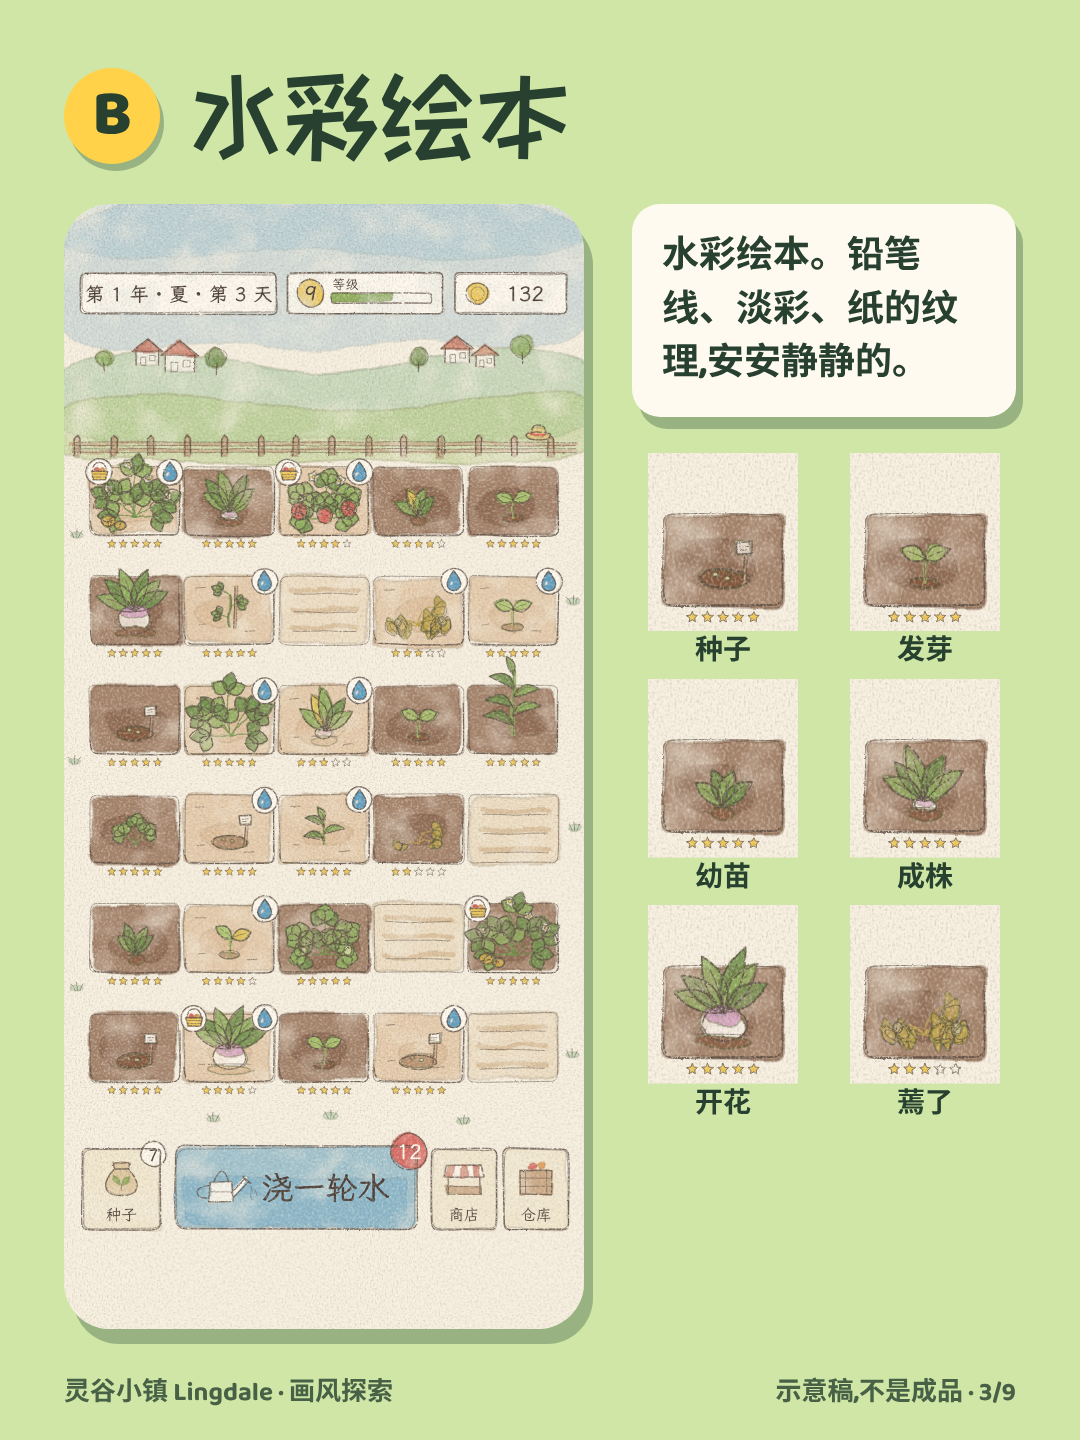 B 水彩绘本
第 1 年 · 夏 · 第 3 天
9
等级
132
水彩绘本。铅笔
线、淡彩、纸的纹
理,安安静静的。
种子
发芽
幼苗
成株
开花
蔫了
7
种子
浇一轮水
12
商店
仓库
灵谷小镇 Lingdale · 画风探索
示意稿,不是成品 · 3/9